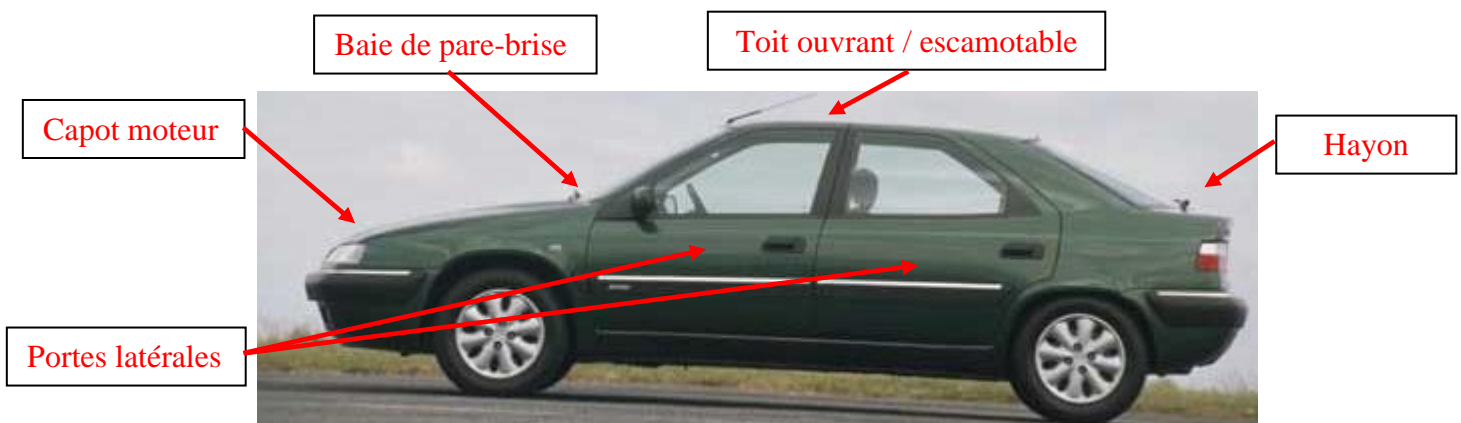 Baie de pare-brise
Toit ouvrant / escamotable
Capot moteur
Hayon
Portes latérales